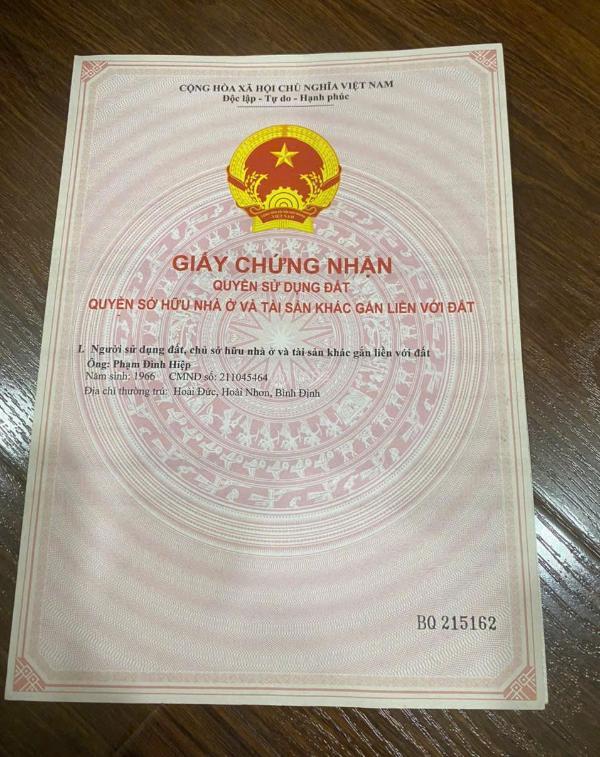 CỘNG HÒA XÃ HỘI CHỦ NGHĨA VIỆT NAM
Độc lập - Tự do - Hạnh phúc
VIỆT NAM
GIẤY CHỨNG NHẬN
QUYỀN SỬ DỤNG ĐẤT
QUYỀN SỞ HỮU NHÀ Ở VÀ TÀI SẢN KHÁC GẮN LIỀN VỚI ĐẤT
I. Người sử dụng đất, chủ sở hữu nhà ở và tài sản khác gắn liền với đất
Ông: Phạm Đình Hiệp
Năm sinh: 1966 CMND số: 211045464
Địa chỉ thường trú: Hoài Đức, Hoài Nhơn, Bình Định
BQ 215162